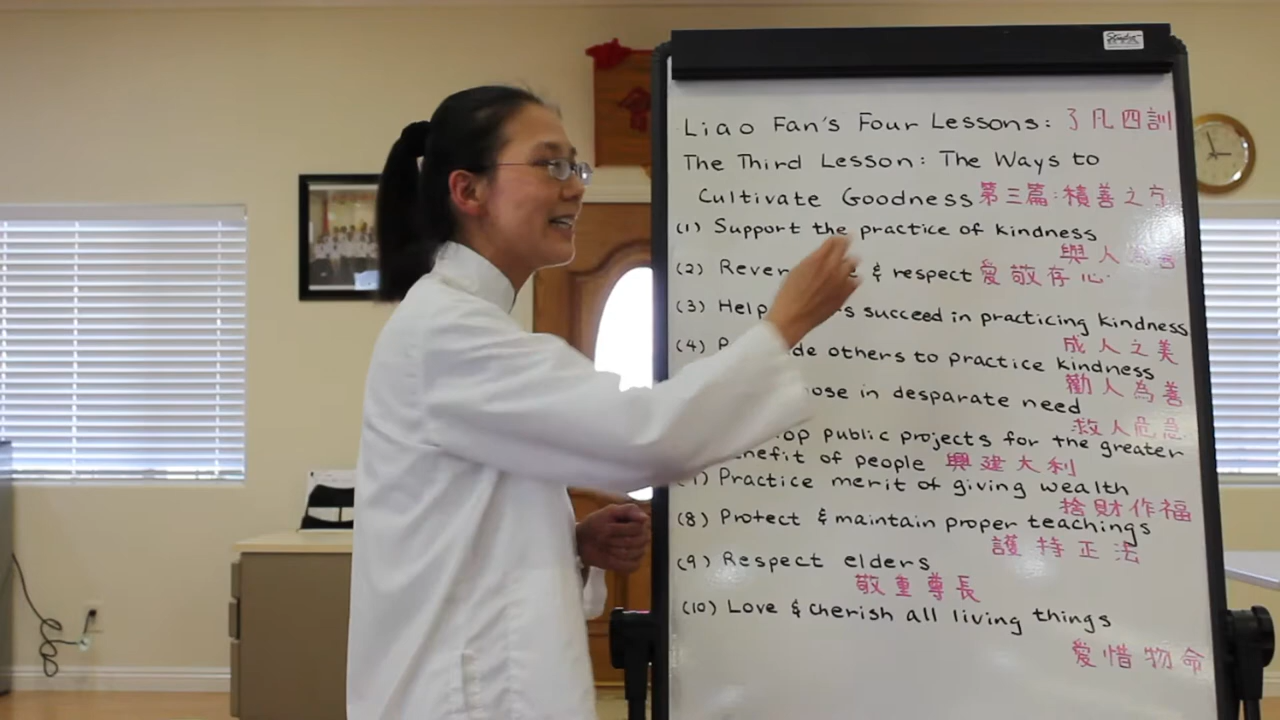 Liao Fan's Four Lessons: 了凡四訓
The Third Lesson: The Ways to
Cultivate Goodness 第三篇:積善之方
(1) Support the practice of kindness
與人
(2) & respect 愛敬存心
(3) Help succeed in practicing kindness
成人之美
(4) others to practice kindness
勸人為善
in desparate need
救人危急
public projects for the greater
of people 興建大利
Practice merit of giving wealth
捨財作福
(8) Protect & maintain proper teachings
護持正法
(9) Respect elders
敬重尊長
(10) Love & cherish all living things
愛惜物命